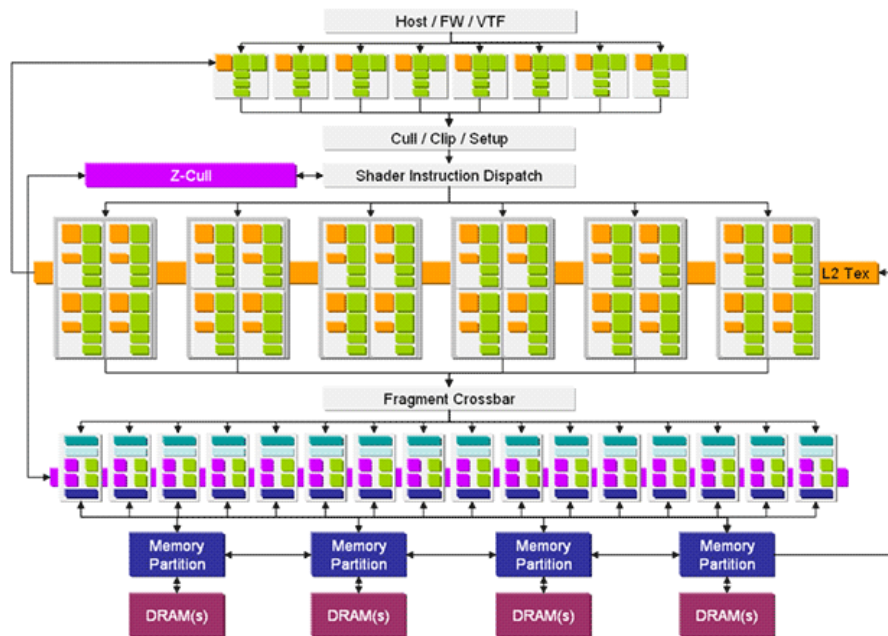 Host / FW / VTF
Cull / Clip / Setup
Z-Cull
Shader Instruction Dispatch
L2 Tex
Fragment Crossbar
Memory
Partition
Memory
Partition
Memory
Partition
Memory
Partition
DRAM(s)
DRAM(s)
DRAM(s)
DRAM(s)